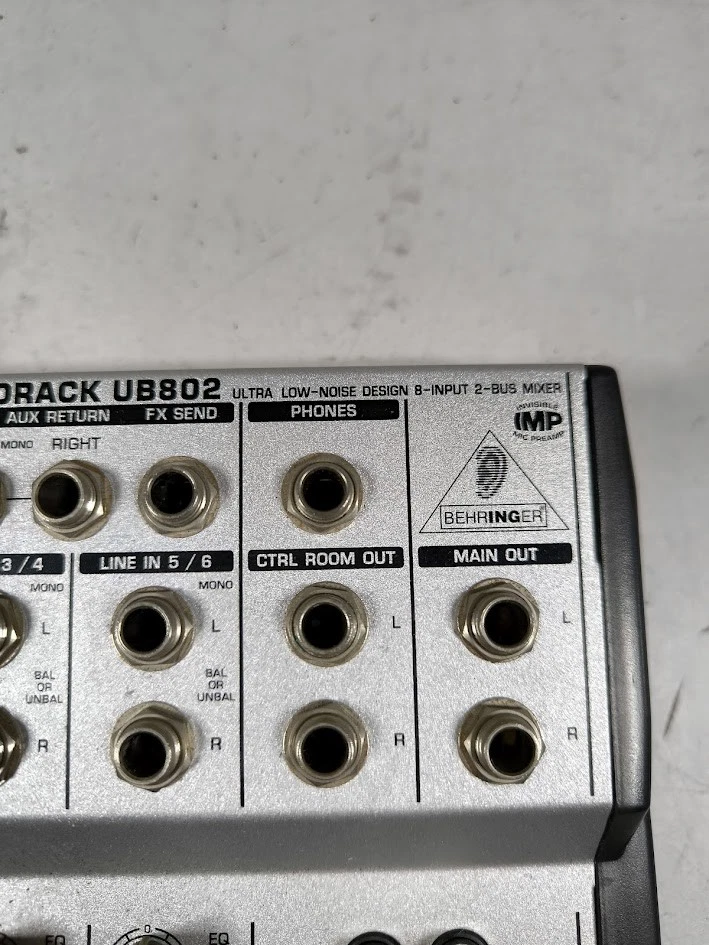 DRACK UB802 ULTRA LOW-NOISE DESIGN 8-INPUT 2-BUS MIXER
AUX RETURN FX SEND PHONES
INVISIBLE
IMP
MIC PREAMP
MONO RIGHT
BEHRINGER
3 / 4 LINE IN 5 / 6 CTRL ROOM OUT MAIN OUT
MONO MONO
L L L L
BAL BAL
OR OR
UNBAL UNBAL
R R R R
EQ 0 EQ